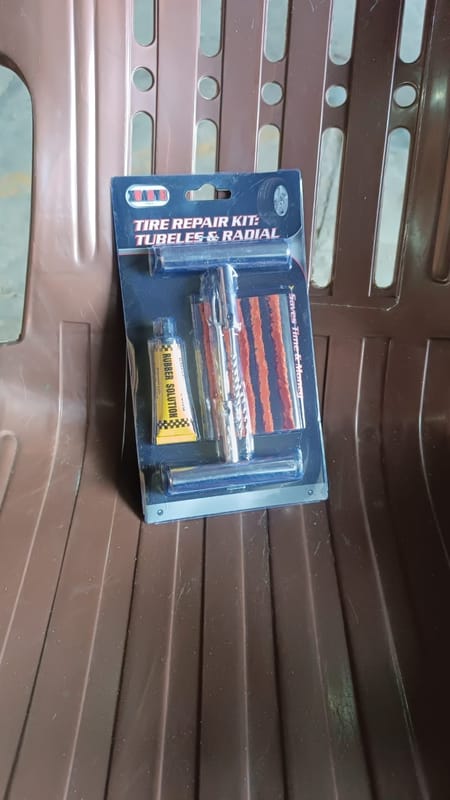 TIRE REPAIR KIT:
TUBELES & RADIAL
Saves Time & Money
RUBBER SOLUTION